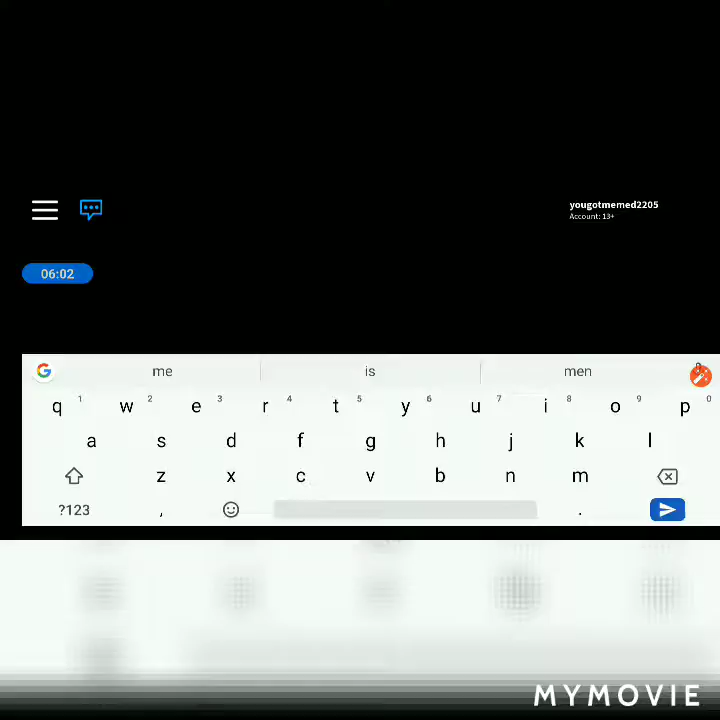 yougotmemed2205
Account: 13+
06:02
me is men
q 1 w 2 e 3 r 4 t 5 y 6 u 7 i 8 o 9 p 0
a s d f g h j k l
z x c v b n m
?123 , .
MYMOVIE